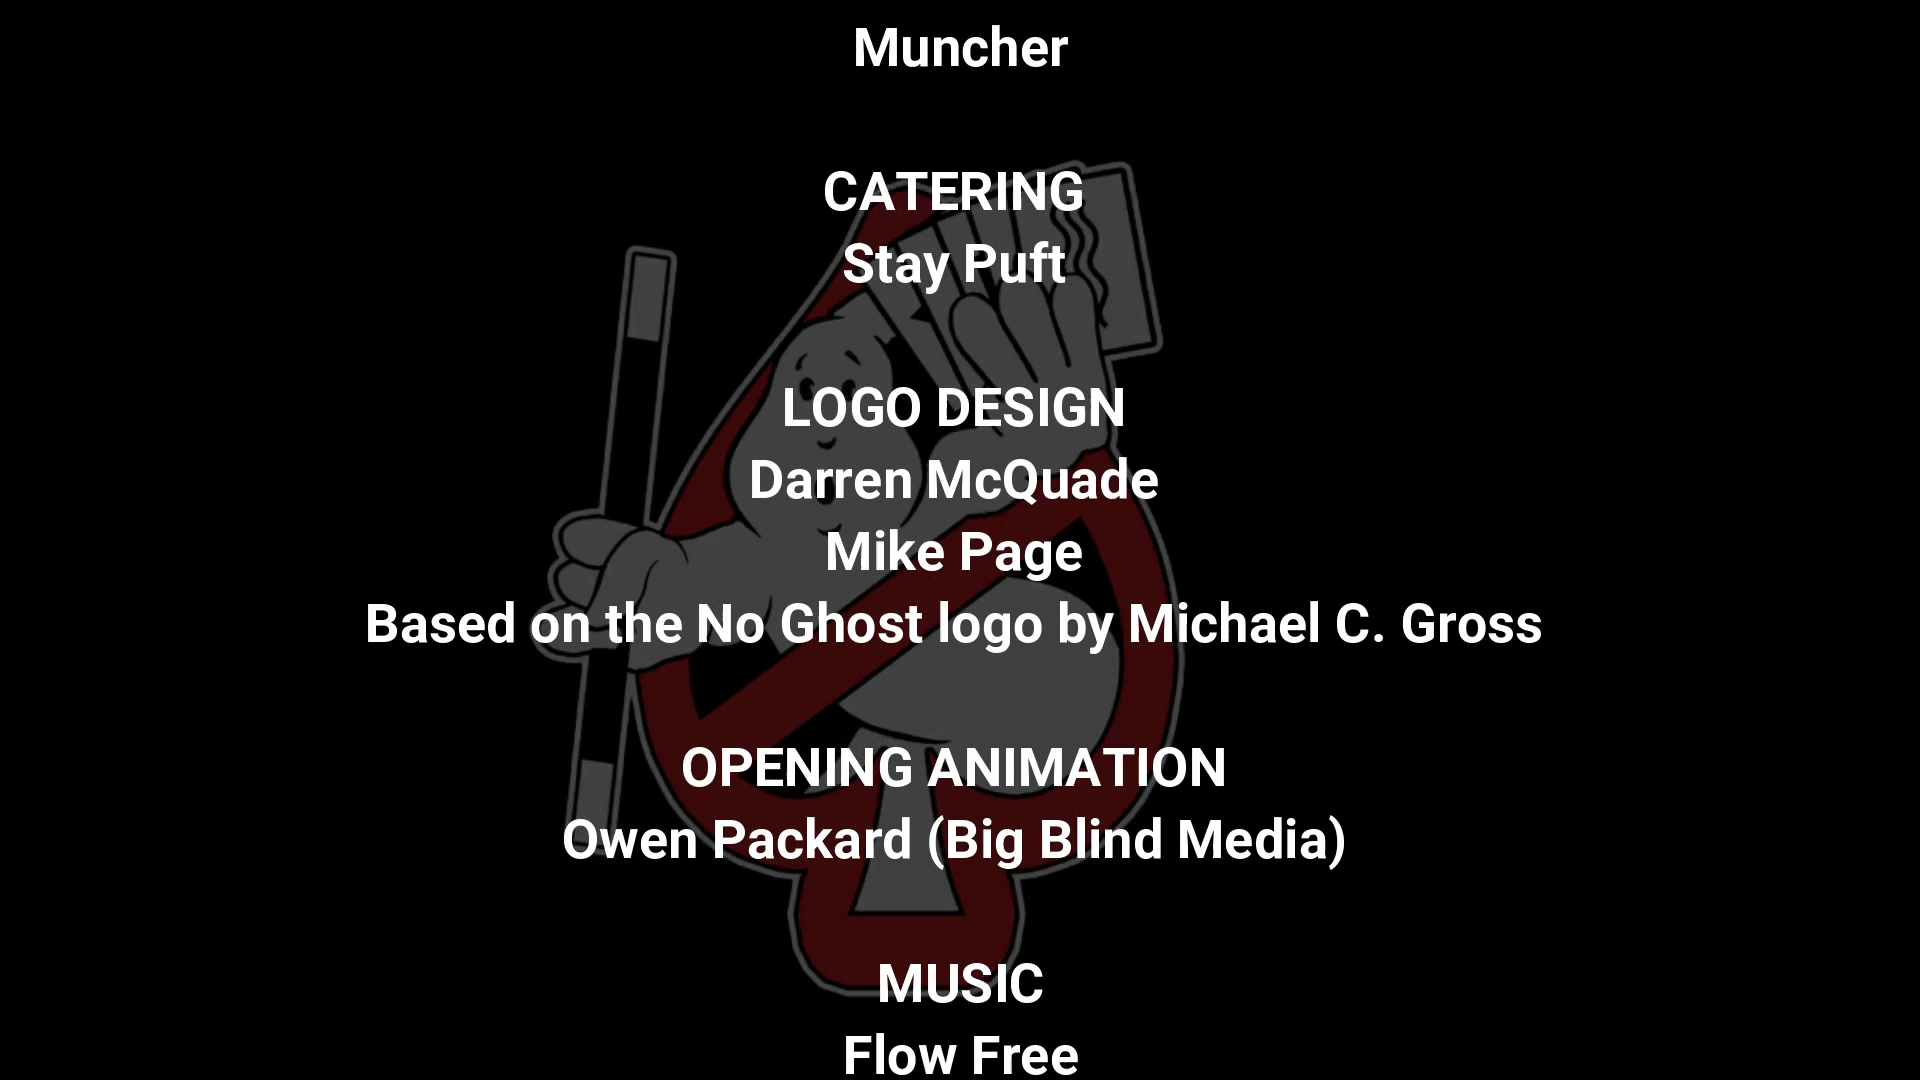 Muncher
CATERING
Stay Puft
LOGO DESIGN
Darren McQuade
Mike Page
Based on the No Ghost logo by Michael C. Gross
OPENING ANIMATION
Owen Packard (Big Blind Media)
MUSIC
Flow Free